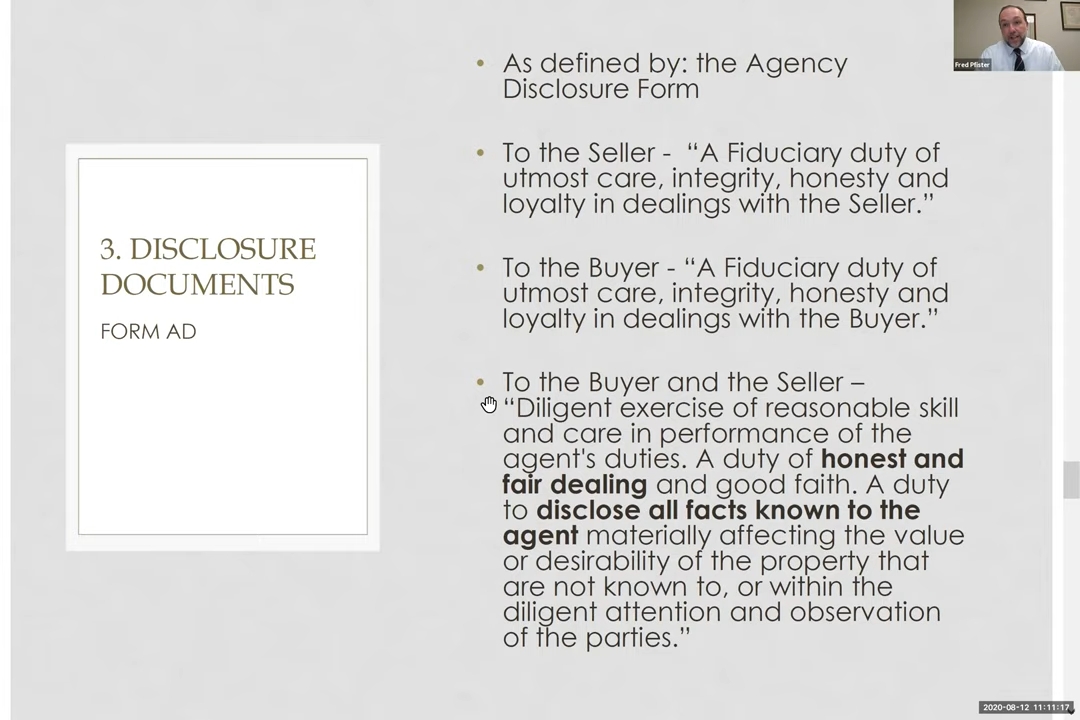 3. DISCLOSURE
DOCUMENTS
FORM AD
• As defined by: the Agency
Disclosure Form
• To the Seller - “A Fiduciary duty of
utmost care, integrity, honesty and
loyalty in dealings with the Seller.”
• To the Buyer - “A Fiduciary duty of
utmost care, integrity, honesty and
loyalty in dealings with the Buyer.”
• To the Buyer and the Seller –
“Diligent exercise of reasonable skill
and care in performance of the
agent's duties. A duty of honest and
fair dealing and good faith. A duty
to disclose all facts known to the
agent materially affecting the value
or desirability of the property that
are not known to, or within the
diligent attention and observation
of the parties.”
Fred Pfister
2020-08-12 11:11:17